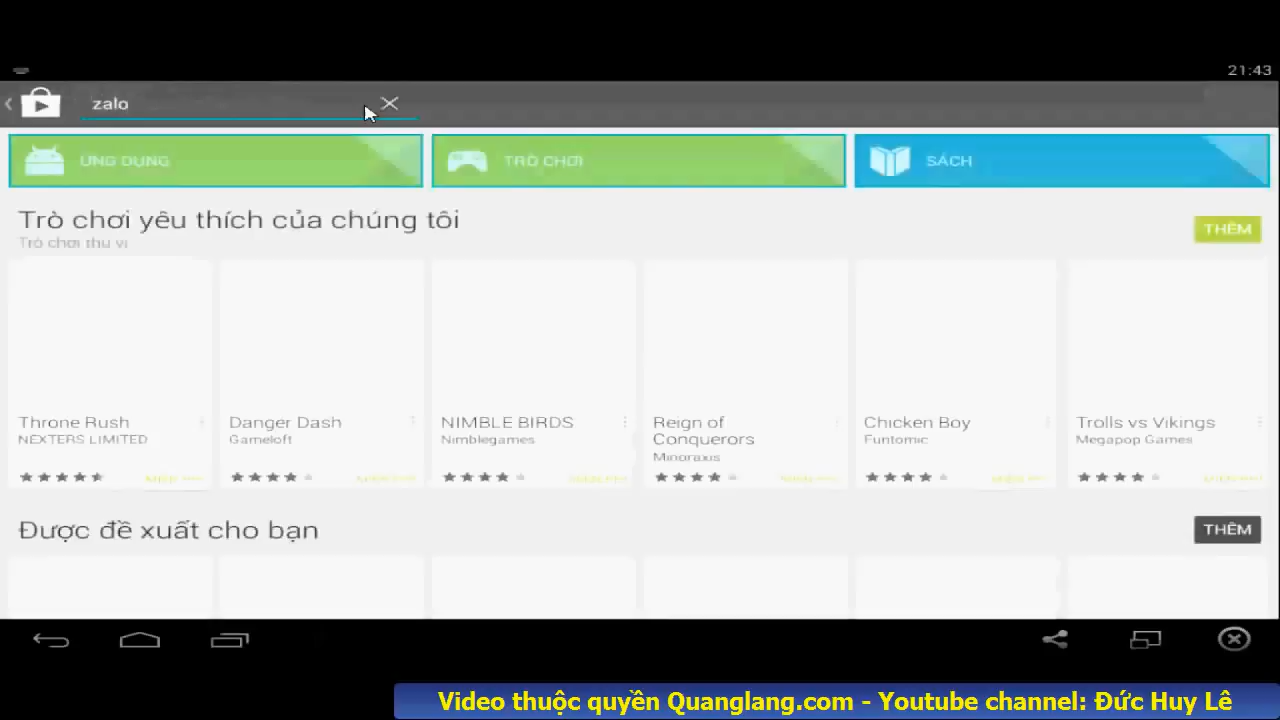 21:43
zalo
ỨNG DỤNG
TRÒ CHƠI
SÁCH
Trò chơi yêu thích của chúng tôi
Trò chơi thú vị
THÊM
Throne Rush
NEXTERS LIMITED
Danger Dash
Gameloft
NIMBLE BIRDS
Nimblegames
Reign of
Conquerors
Minoraxis
Chicken Boy
Funtomic
Trolls vs Vikings
Megapop Games
Được đề xuất cho bạn
THÊM
Video thuộc quyền Quanglang.com - Youtube channel: Đức Huy Lê